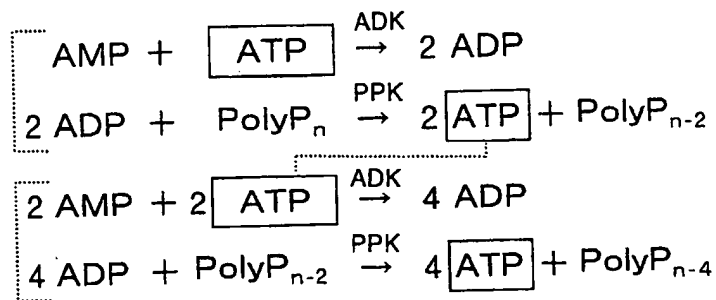 AMP + ATP ADK → 2 ADP
2 ADP + PolyPₙ PPK → 2 ATP + PolyPₙ₋₂
2 AMP + 2 ATP ADK → 4 ADP
4 ADP + PolyPₙ₋₂ PPK → 4 ATP + PolyPₙ₋₄